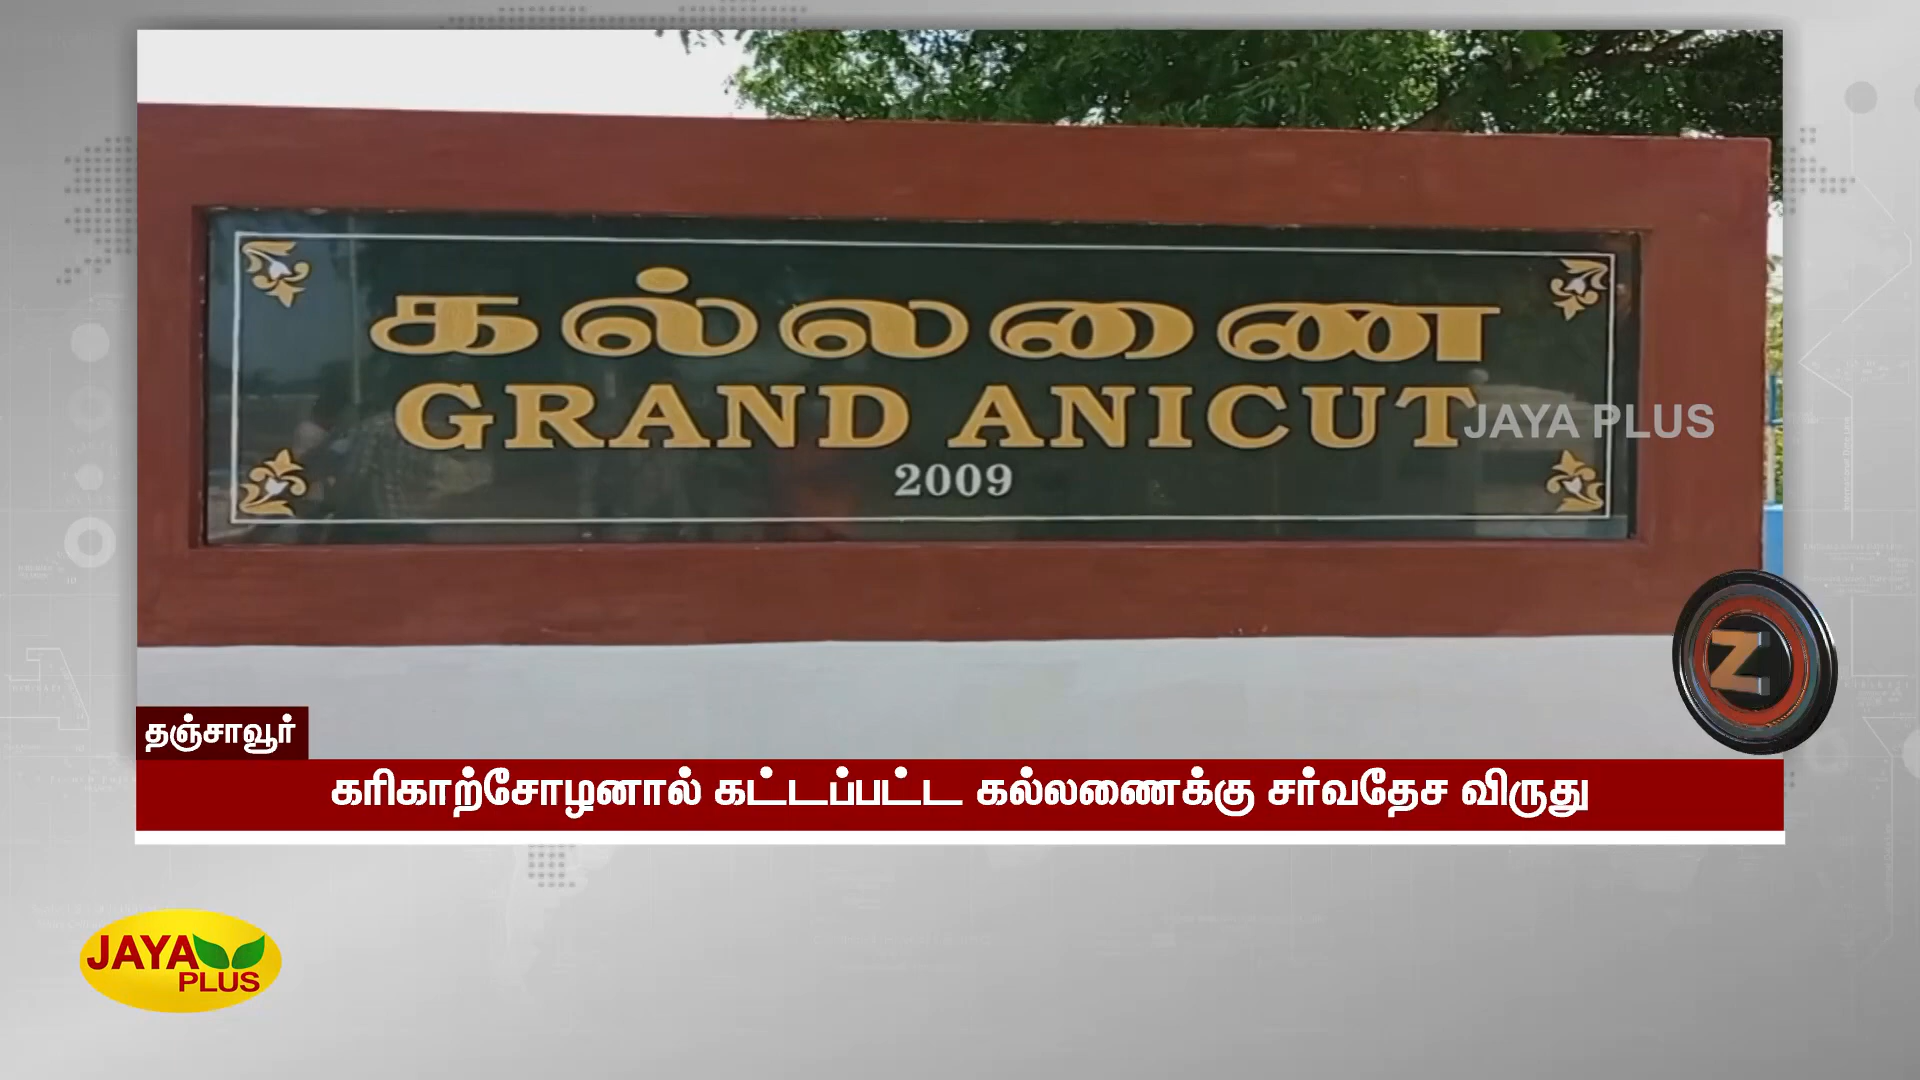 கல்லணை
GRAND ANICUT
2009
JAYA PLUS
Z
தஞ்சாவூர்
கரிகாற்சோழனால் கட்டப்பட்ட கல்லணைக்கு சர்வதேச விருது
JAYA
PLUS